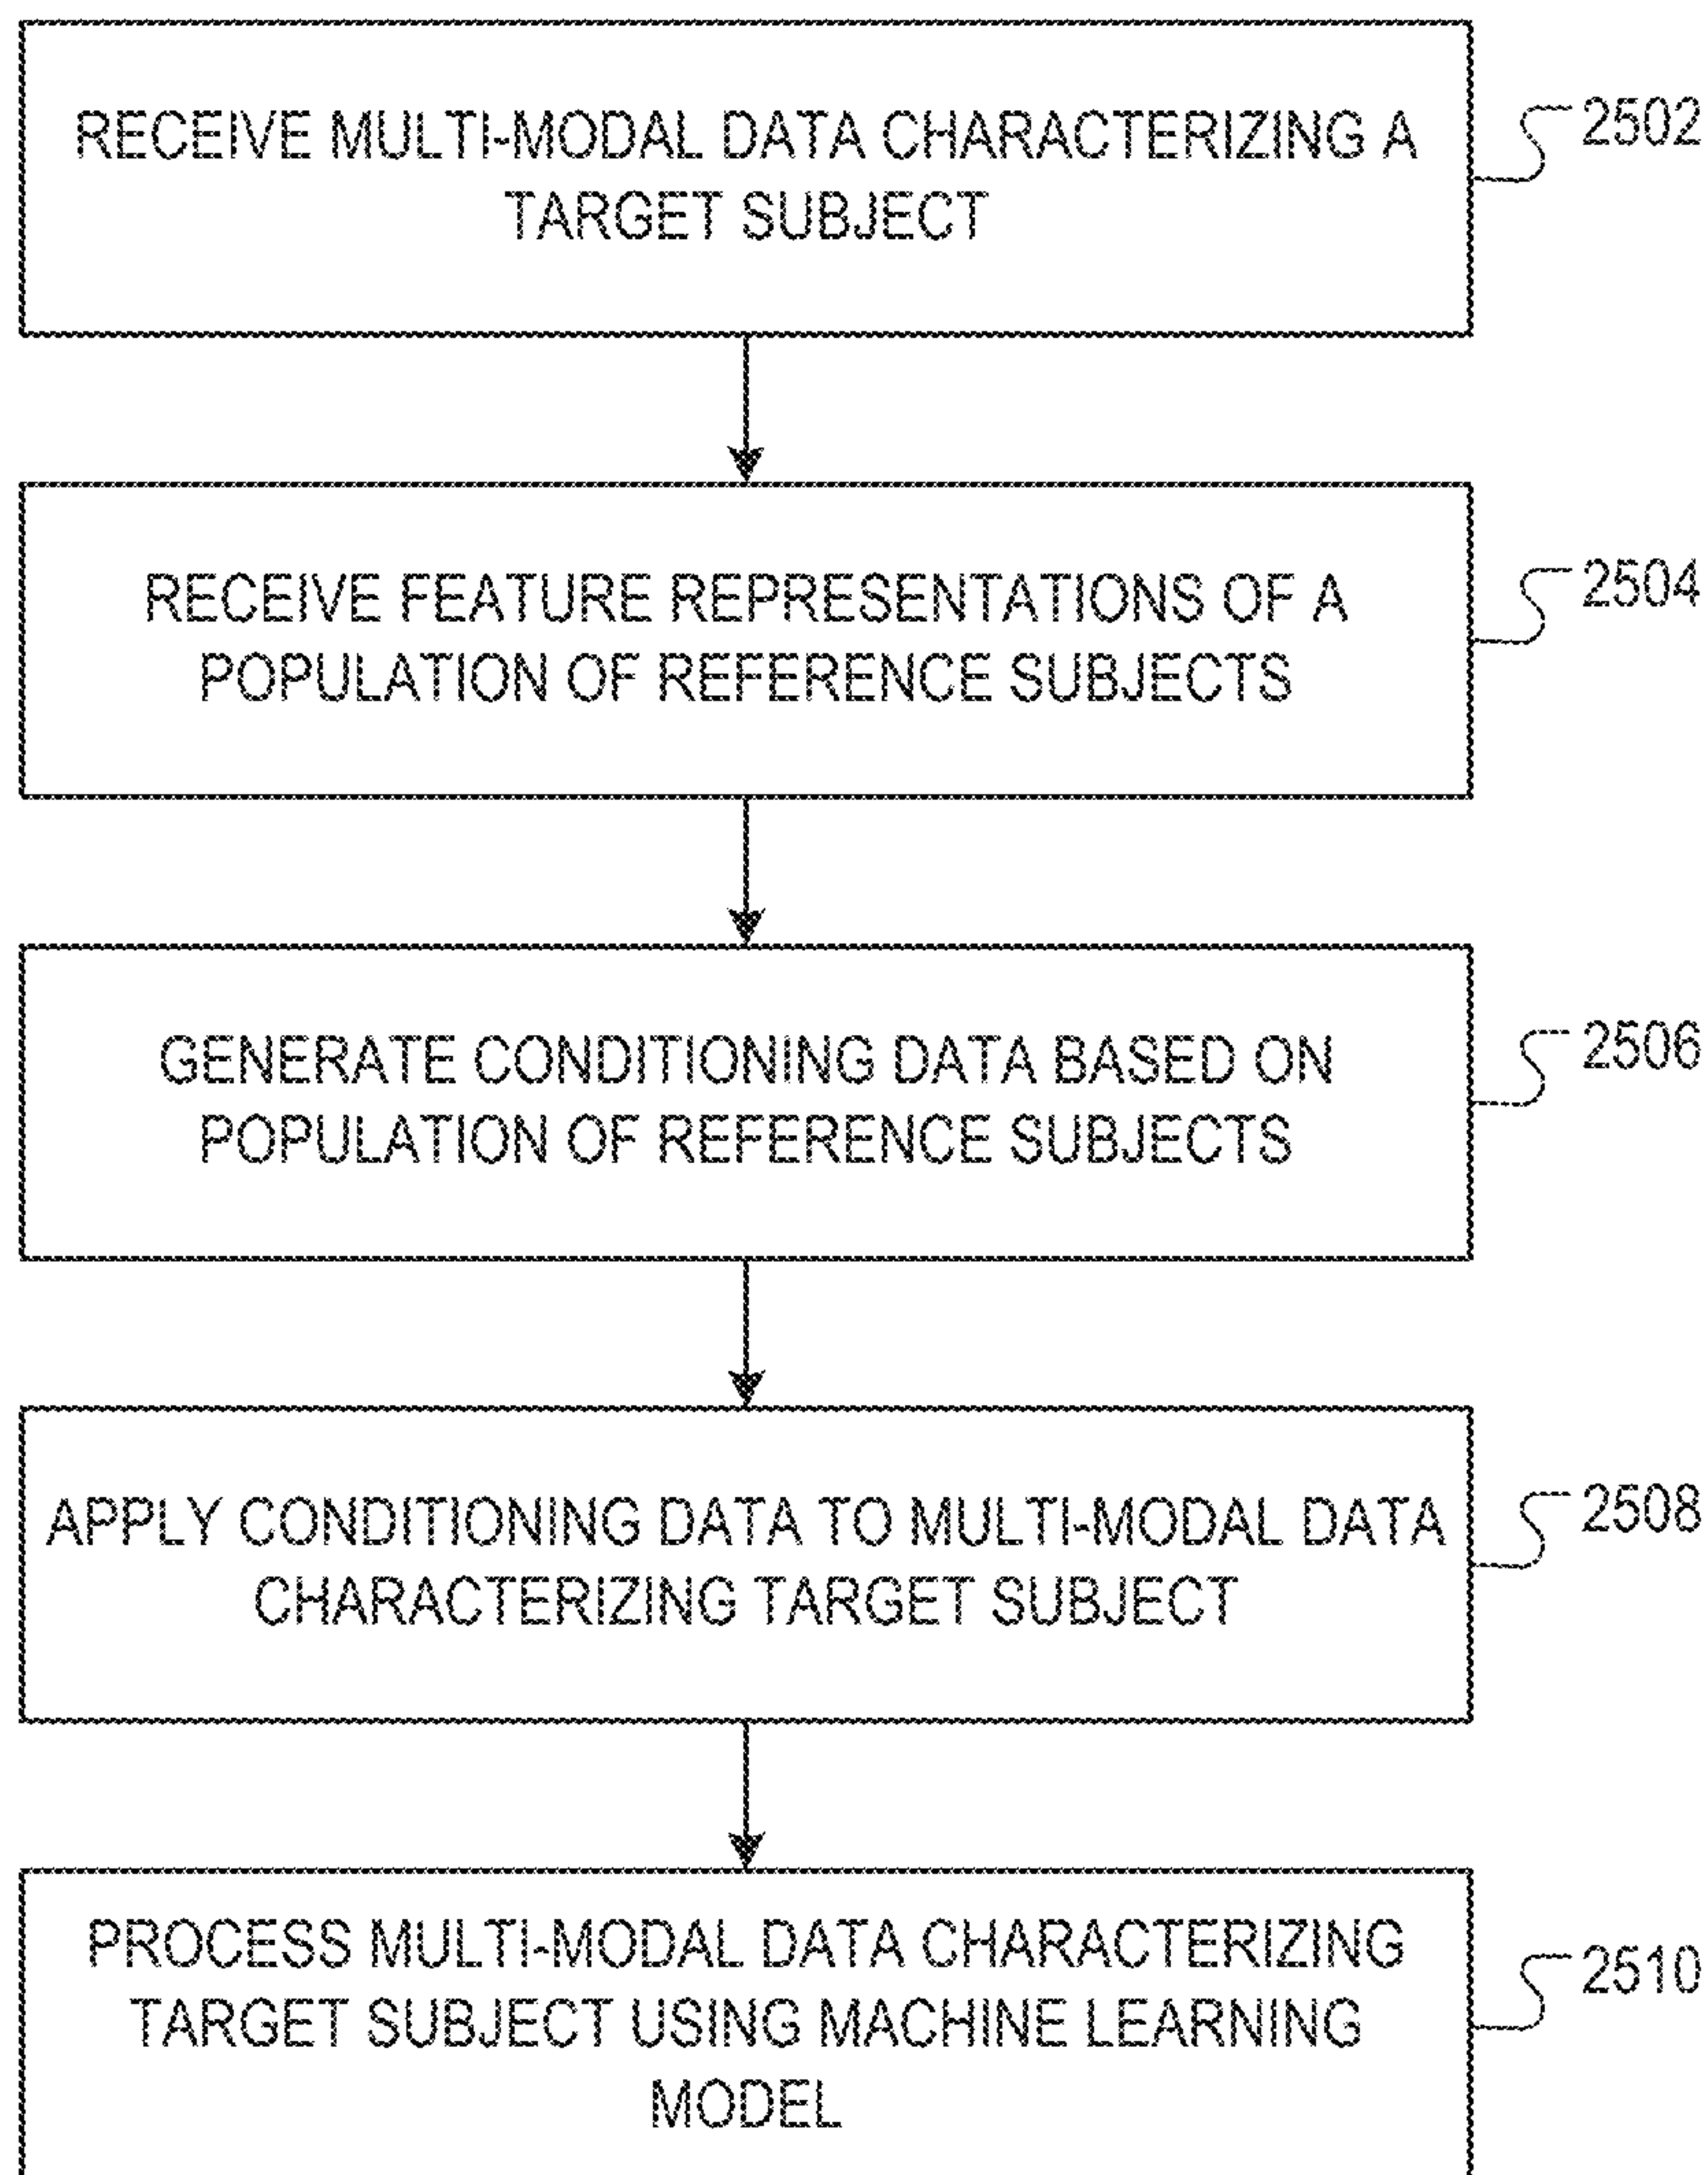 RECEIVE MULTI-MODAL DATA CHARACTERIZING A
TARGET SUBJECT
2502
RECEIVE FEATURE REPRESENTATIONS OF A
POPULATION OF REFERENCE SUBJECTS
2504
GENERATE CONDITIONING DATA BASED ON
POPULATION OF REFERENCE SUBJECTS
2506
APPLY CONDITIONING DATA TO MULTI-MODAL DATA
CHARACTERIZING TARGET SUBJECT
2508
PROCESS MULTI-MODAL DATA CHARACTERIZING
TARGET SUBJECT USING MACHINE LEARNING
MODEL
2510